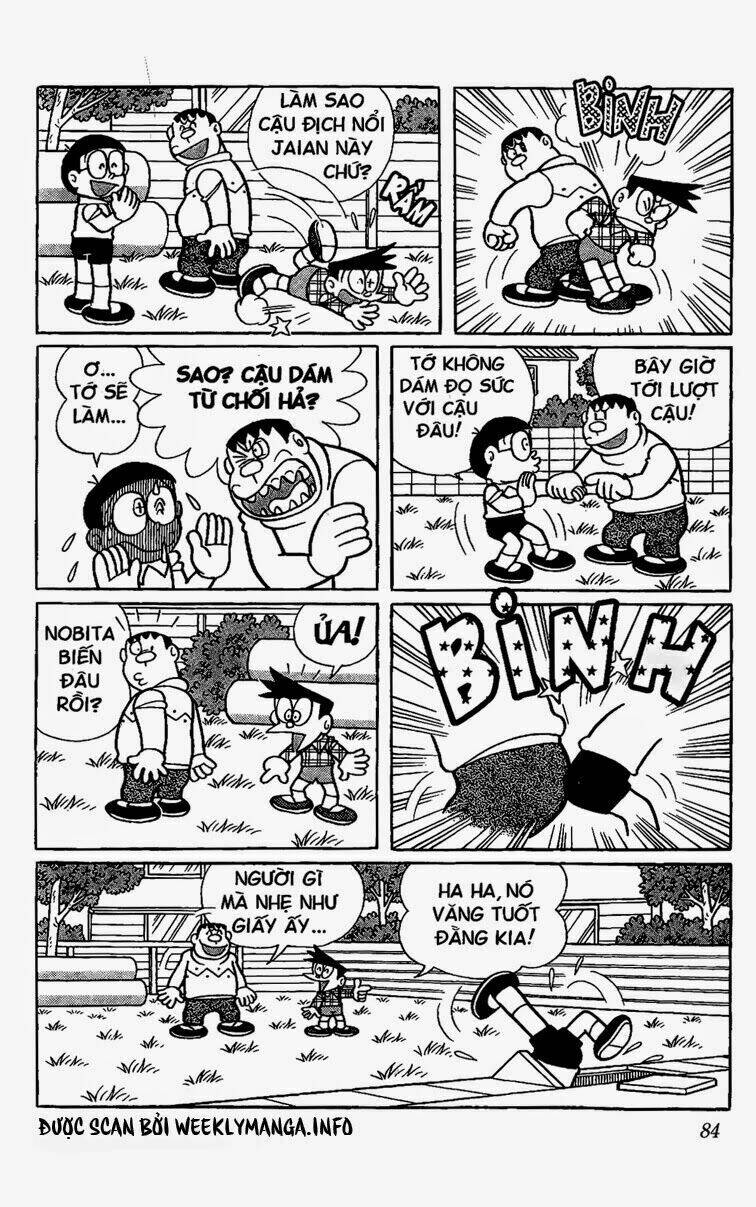 BỈNH
LÀM SAO
CẬU ĐỊCH NỔI
JAIAN NÀY
CHỨ?
RẦM
TỚ KHÔNG
DÁM ĐỌ SỨC
VỚI CẬU
ĐÂU!
BÂY GIỜ
TỚI LƯỢT
CẬU!
Ơ...
TỚ SẼ
LÀM...
SAO? CẬU DÁM
TỪ CHỐI HẢ?
BỈNH
NOBITA
BIẾN
ĐÂU
RỒI?
ỦA!
HA HA, NÓ
VĂNG TUỐT
ĐẰNG KIA!
NGƯỜI GÌ
MÀ NHẸ NHƯ
GIẤY ẤY...
ĐƯỢC SCAN BỞI WEEKLYMANGA.INFO
84